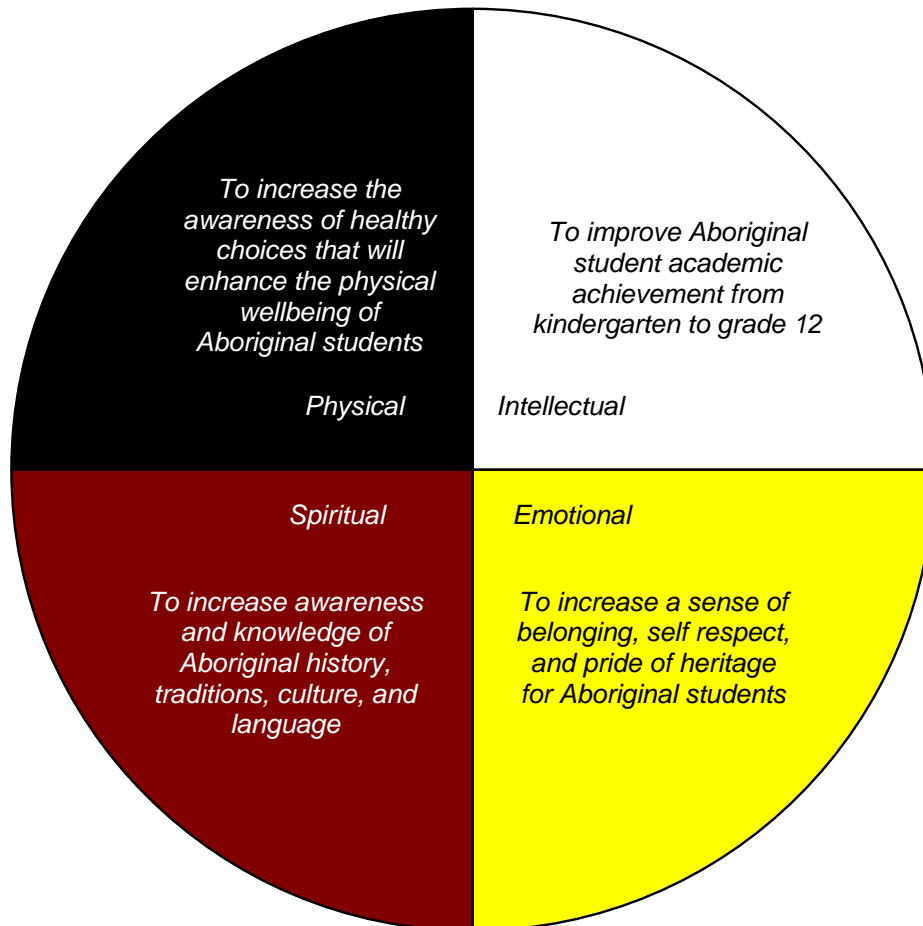 To increase the
awareness of healthy
choices that will
enhance the physical
wellbeing of
Aboriginal students
Physical
To improve Aboriginal
student academic
achievement from
kindergarten to grade 12
Intellectual
Spiritual
To increase awareness
and knowledge of
Aboriginal history,
traditions, culture, and
language
Emotional
To increase a sense of
belonging, self respect,
and pride of heritage
for Aboriginal students